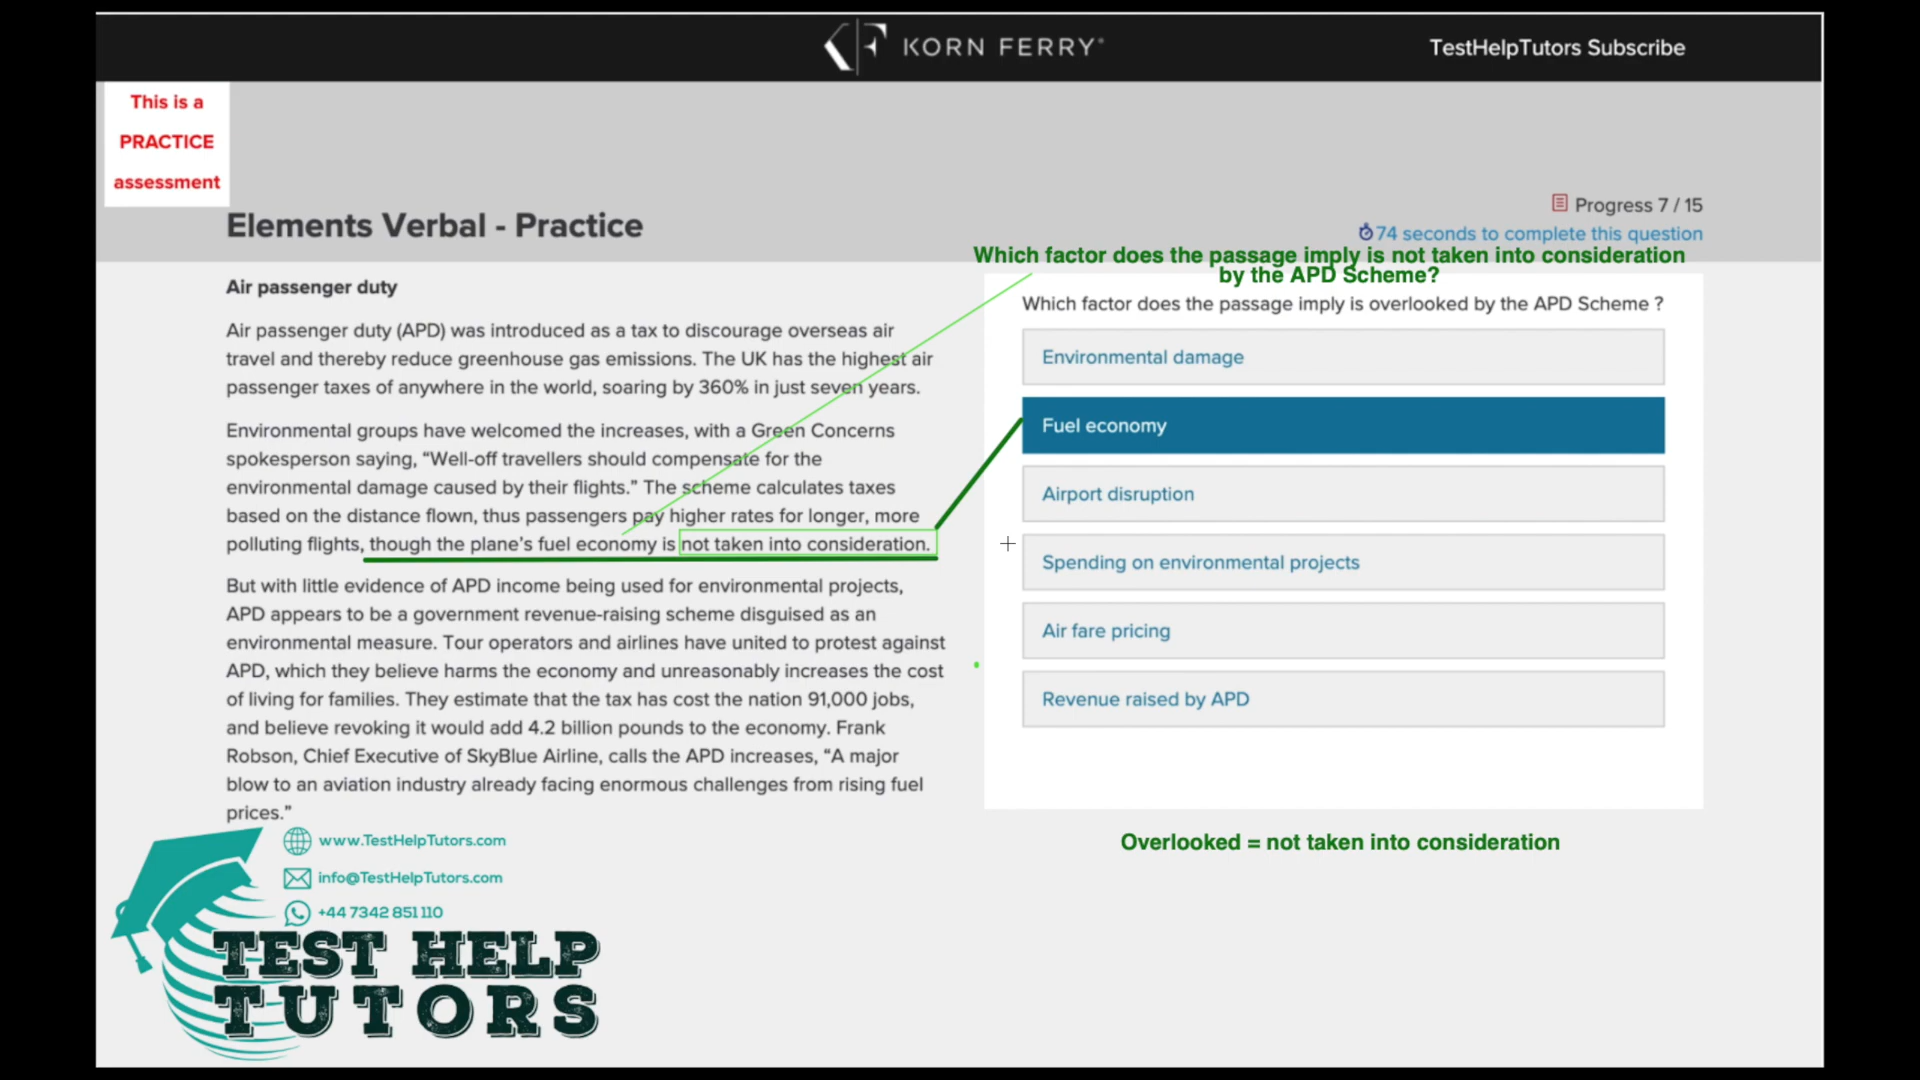 KORN FERRY®
TestHelpTutors Subscribe
This is a
PRACTICE
assessment
Elements Verbal - Practice
Progress 7 / 15
74 seconds to complete this question
Air passenger duty
Air passenger duty (APD) was introduced as a tax to discourage overseas air
travel and thereby reduce greenhouse gas emissions. The UK has the highest air
passenger taxes of anywhere in the world, soaring by 360% in just seven years.
Environmental groups have welcomed the increases, with a Green Concerns
spokesperson saying, “Well-off travellers should compensate for the
environmental damage caused by their flights.” The scheme calculates taxes
based on the distance flown, thus passengers pay higher rates for longer, more
polluting flights, though the plane’s fuel economy is not taken into consideration.
But with little evidence of APD income being used for environmental projects,
APD appears to be a government revenue-raising scheme disguised as an
environmental measure. Tour operators and airlines have united to protest against
APD, which they believe harms the economy and unreasonably increases the cost
of living for families. They estimate that the tax has cost the nation 91,000 jobs,
and believe revoking it would add 4.2 billion pounds to the economy. Frank
Robson, Chief Executive of SkyBlue Airline, calls the APD increases, “A major
blow to an aviation industry already facing enormous challenges from rising fuel
prices.”
Which factor does the passage imply is not taken into consideration
by the APD Scheme?
Which factor does the passage imply is overlooked by the APD Scheme ?
Environmental damage
Fuel economy
Airport disruption
Spending on environmental projects
Air fare pricing
Revenue raised by APD
Overlooked = not taken into consideration
www.TestHelpTutors.com
info@TestHelpTutors.com
+44 7342 851 110
TEST HELP
TUTORS